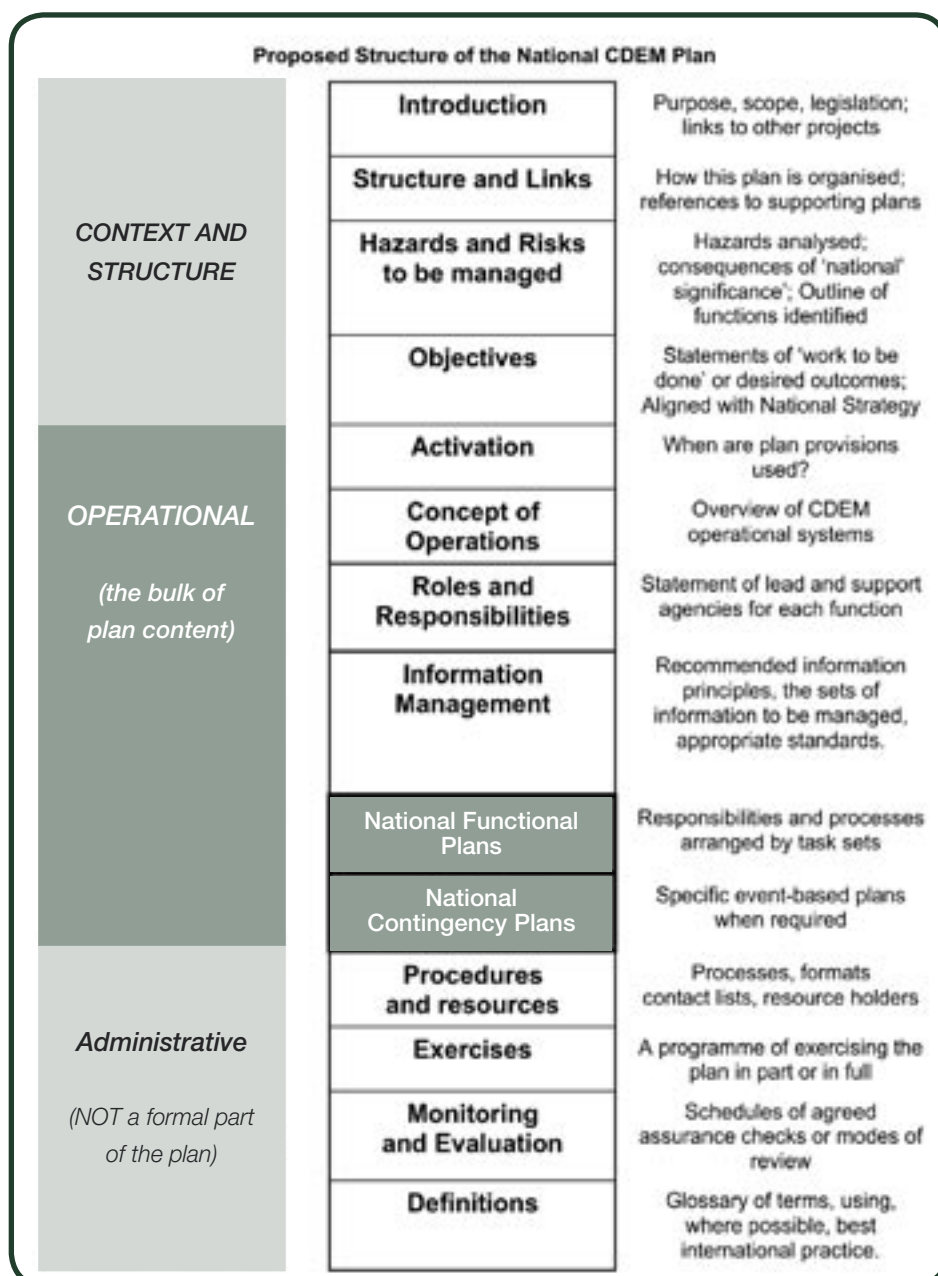 Proposed Structure of the National CDEM Plan
CONTEXT AND
STRUCTURE
Introduction
Purpose, scope, legislation;
links to other projects
Structure and Links
How this plan is organised;
references to supporting plans
Hazards and Risks
to be managed
Hazards analysed;
consequences of 'national'
significance'; Outline of
functions identified
Objectives
Statements of 'work to be
done' or desired outcomes;
Aligned with National Strategy
OPERATIONAL
(the bulk of
plan content)
Activation
When are plan provisions
used?
Concept of
Operations
Overview of CDEM
operational systems
Roles and
Responsibilities
Statement of lead and support
agencies for each function
Information
Management
Recommended information
principles, the sets of
information to be managed,
appropriate standards.
National Functional
Plans
Responsibilities and processes
arranged by task sets
National
Contingency Plans
Specific event-based plans
when required
Administrative
(NOT a formal part
of the plan)
Procedures
and resources
Processes, formats
contact lists, resource holders
Exercises
A programme of exercising the
plan in part or in full
Monitoring
and Evaluation
Schedules of agreed
assurance checks or modes of
review
Definitions
Glossary of terms, using,
where possible, best
international practice.